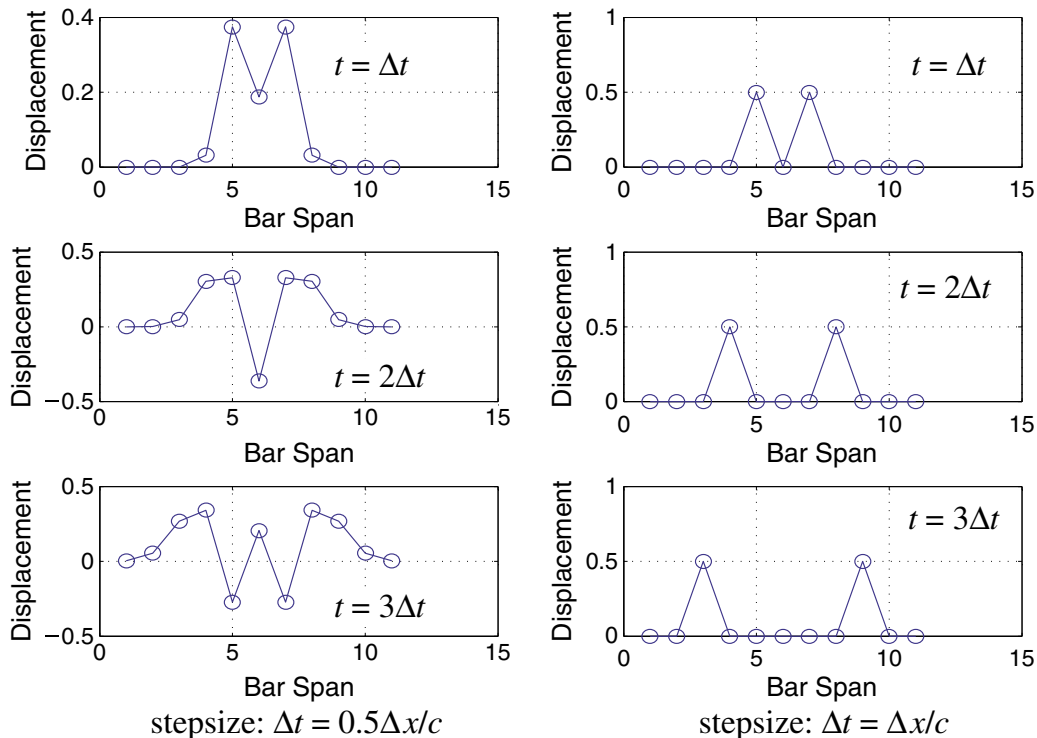 Displacement
0.4
0.2
0
t = Δt
0
5
10
15
Bar Span
Displacement
1
0.5
0
t = Δt
0
5
10
15
Bar Span
Displacement
0.5
0
−0.5
t = 2Δt
0
5
10
15
Bar Span
Displacement
1
0.5
0
t = 2Δt
0
5
10
15
Bar Span
Displacement
0.5
0
−0.5
t = 3Δt
0
5
10
15
Bar Span
stepsize: Δt = 0.5Δx/c
Displacement
1
0.5
0
t = 3Δt
0
5
10
15
Bar Span
stepsize: Δt = Δx/c